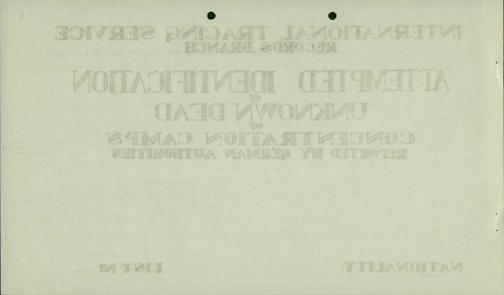 INTERNATIONAL TRACING SERVICE
RECORDS BRANCH
ATTEMPTED IDENTIFICATION
OF
UNKNOWN DEAD
OF
CONCENTRATION CAMPS
REPORTED BY GERMAN AUTHORITIES
NATIONALITY
LIST Nº